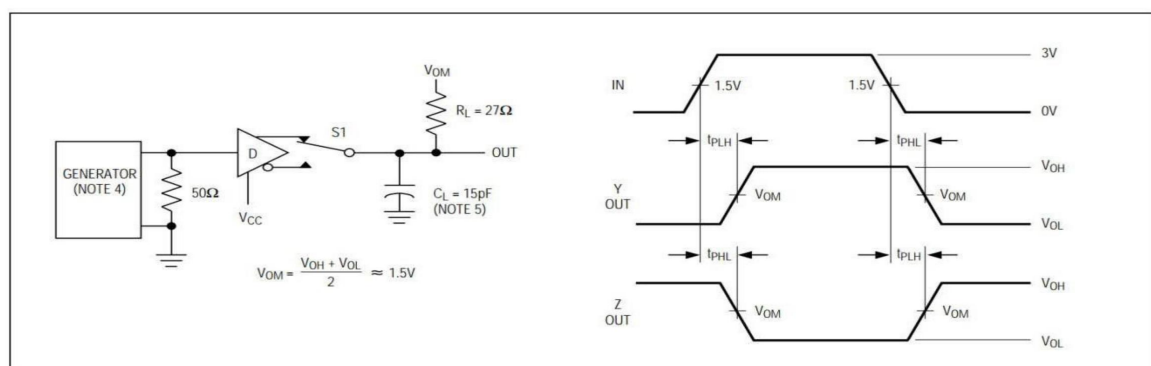 GENERATOR
(NOTE 4)
50Ω
D
VCC
S1
VOM
RL = 27Ω
OUT
CL = 15pF
(NOTE 5)
VOM = VOH + VOL
2
≈ 1.5V
IN
1.5V
1.5V
3V
0V
tPLH
tPHL
Y
OUT
VOM
VOM
VOH
VOL
tPHL
tPLH
Z
OUT
VOM
VOM
VOH
VOL